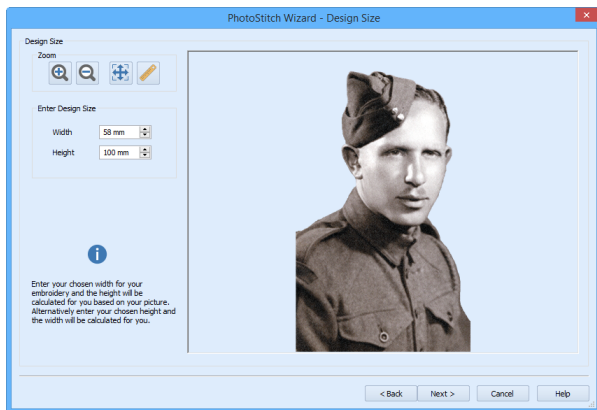 PhotoStitch Wizard - Design Size
Design Size
Zoom
Enter Design Size
Width 58 mm
Height 100 mm
Enter your chosen width for your
embroidery and the height will be
calculated for you based on your picture.
Alternatively enter your chosen height and
the width will be calculated for you.
< Back Next > Cancel Help